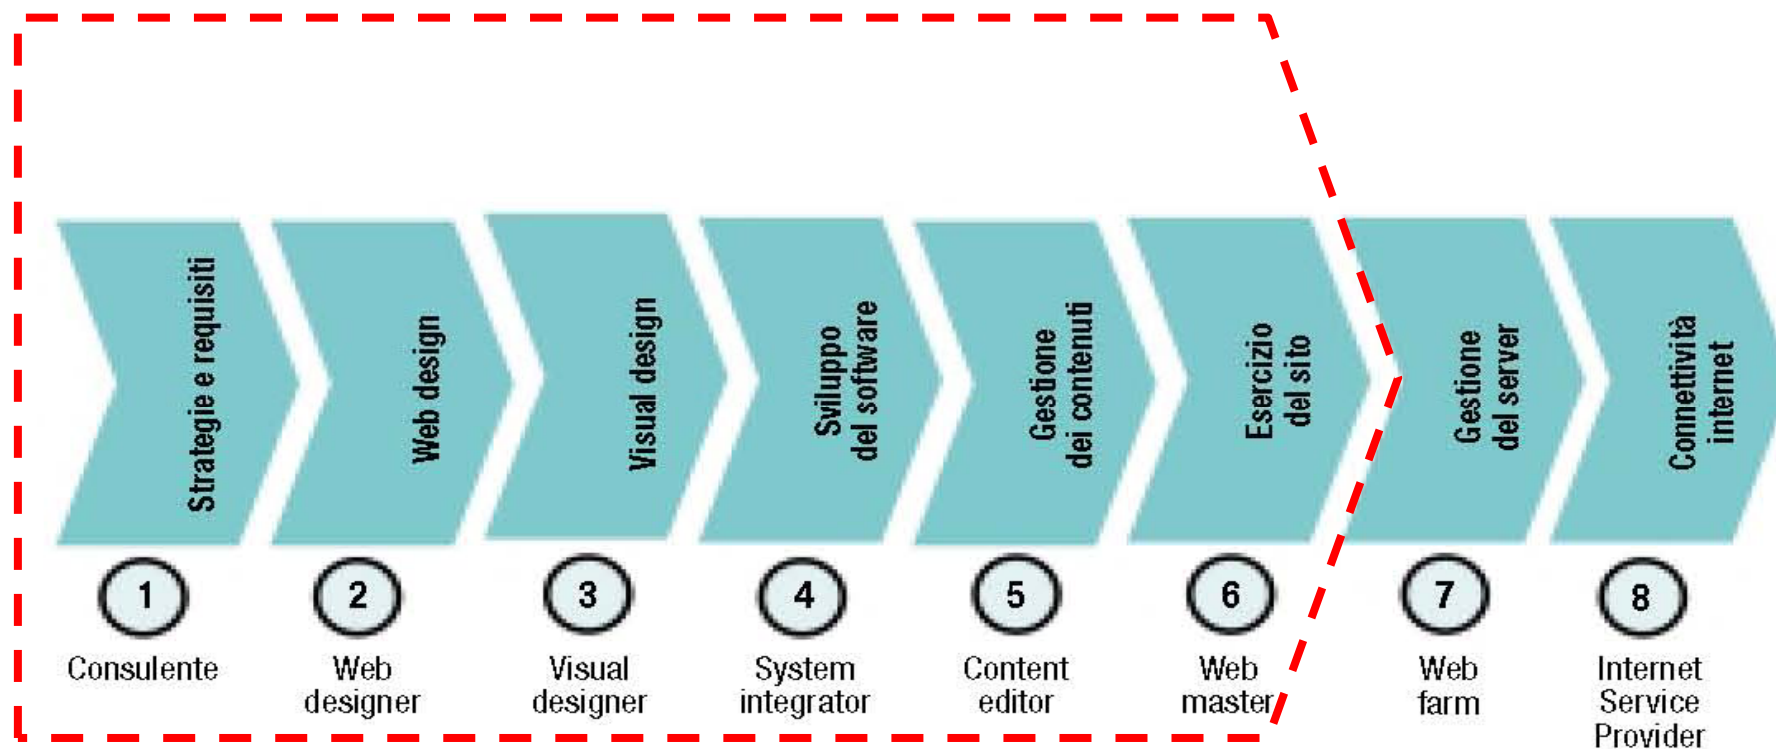 Strategie e requisiti
Web design
Visual design
Sviluppo
del software
Gestione
dei contenuti
Esercizio
del sito
Gestione
del server
Connettività
internet
1
2
3
4
5
6
7
8
Consulente
Web
designer
Visual
designer
System
integrator
Content
editor
Web
master
Web
farm
Internet
Service
Provider